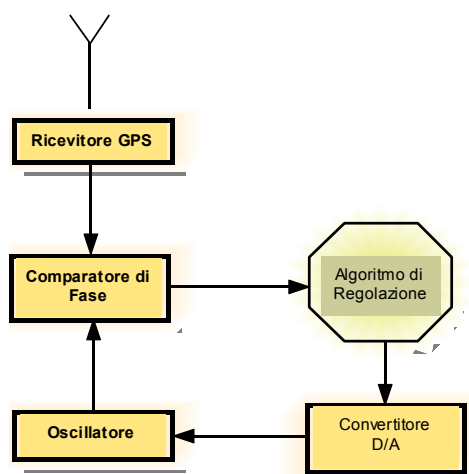 Ricevitore GPS
Comparatore di
Fase
Algoritmo di
Regolazione
Oscillatore
Convertitore
D/A